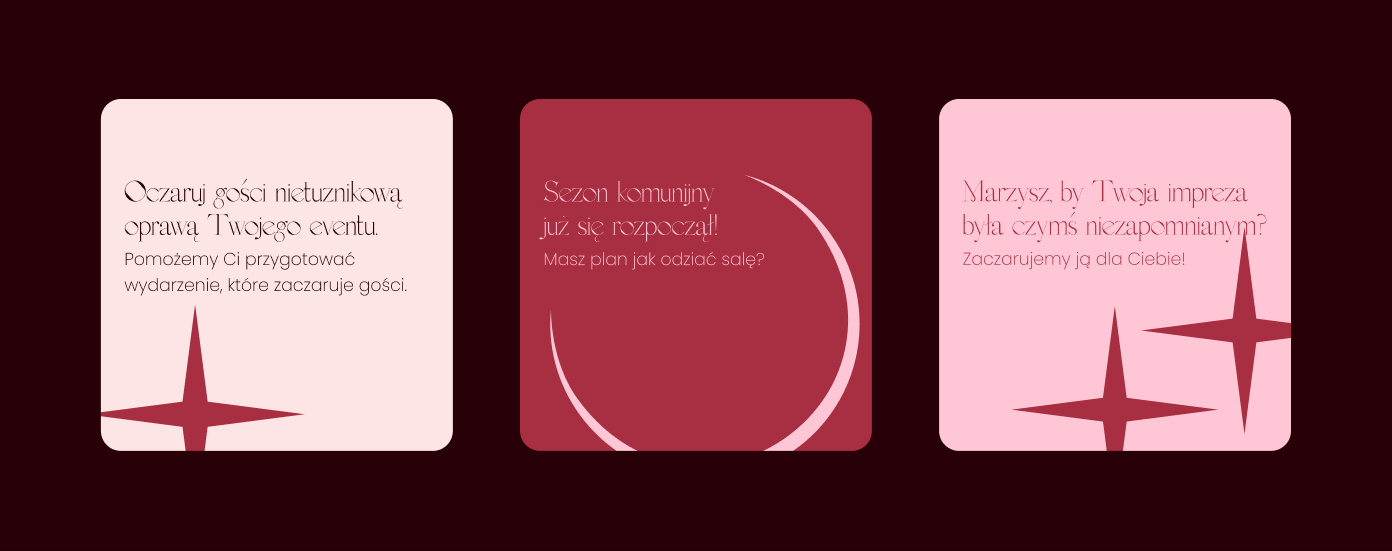 Oczaruj gości nietuznikową
oprawą Twojego eventu.
Pomożemy Ci przygotować
wydarzenie, które zaczaruje gości.
Sezon komunijny
już się rozpoczął!
Masz plan jak odziać salę?
Marzysz, by Twoja impreza
była czymś niezapomnianym?
Zaczarujemy ją dla Ciebie!